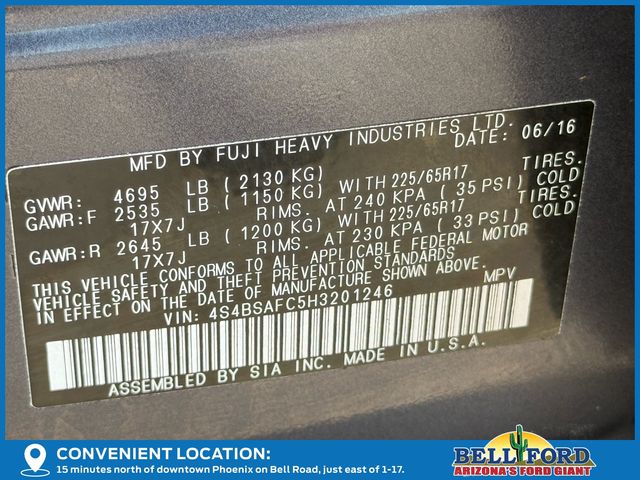 MFD BY FUJI HEAVY INDUSTRIES LTD.
DATE: 06/16
GVWR: 4695 LB (2130 KG)
GAWR:F 2535 LB (1150 KG) WITH 225/65R17 TIRES.
17X7J RIMS. AT 240 KPA (35 PSI) COLD
GAWR:R 2645 LB (1200 KG) WITH 225/65R17 TIRES.
17X7J RIMS. AT 230 KPA (33 PSI) COLD
THIS VEHICLE CONFORMS TO ALL APPLICABLE FEDERAL MOTOR
VEHICLE SAFETY AND THEFT PREVENTION STANDARDS
IN EFFECT ON THE DATE OF MANUFACTURE SHOWN ABOVE.
VIN: 4S4BSAFC5H3201246 MPV
ASSEMBLED BY SIA INC. MADE IN U.S.A.
CONVENIENT LOCATION:
15 minutes north of downtown Phoenix on Bell Road, just east of 1-17.
BELL FORD
ARIZONA'S FORD GIANT